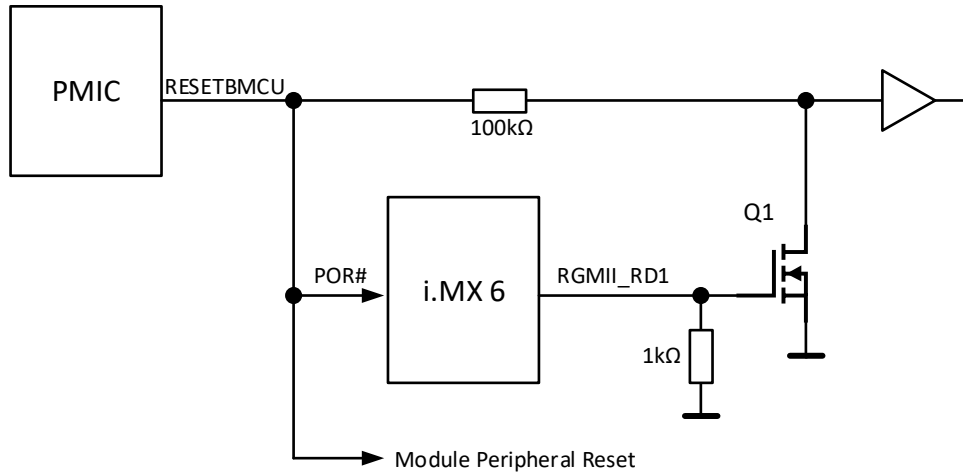 PMIC
RESETBMCU
100kΩ
Q1
POR#
i.MX 6
RGMII_RD1
1kΩ
Module Peripheral Reset